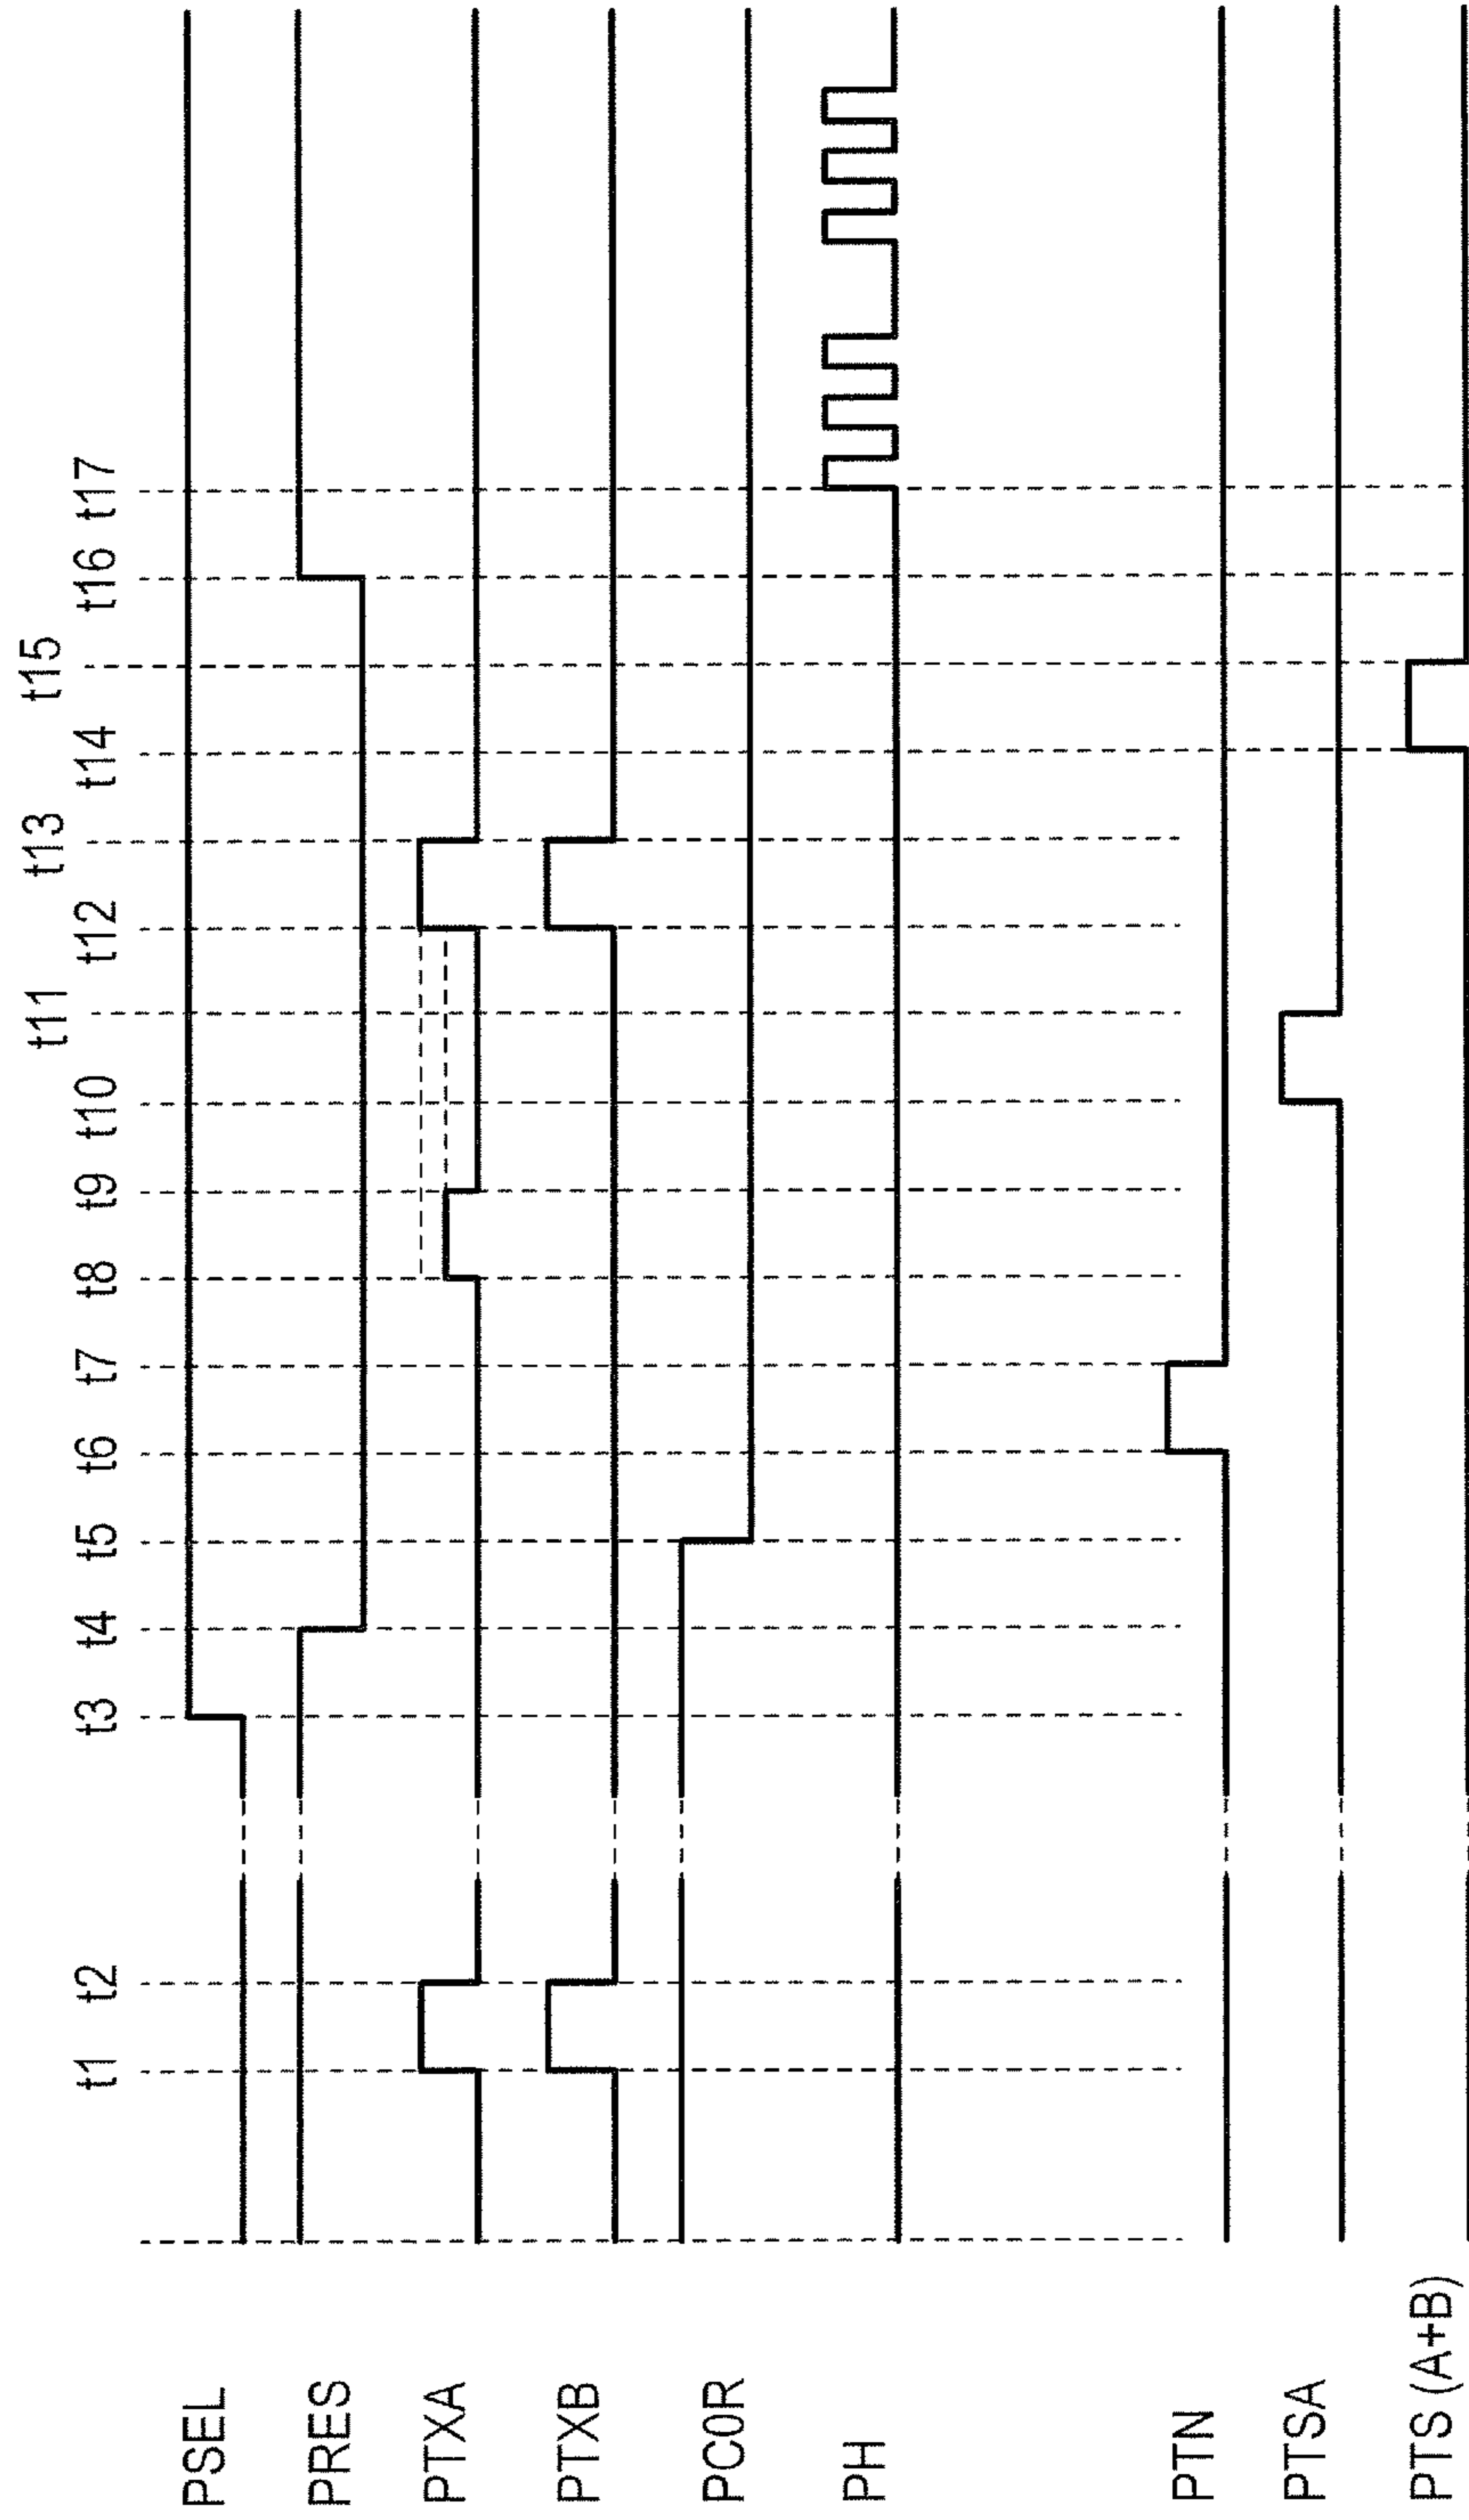 t1 t2 t3 t4 t5 t6 t7 t8 t9 t10 t11 t12 t13 t14 t15 t16 t17
PSEL
PRES
PTXA
PTXB
PC0R
PH
PTN
PTSA
PTS (A+B)